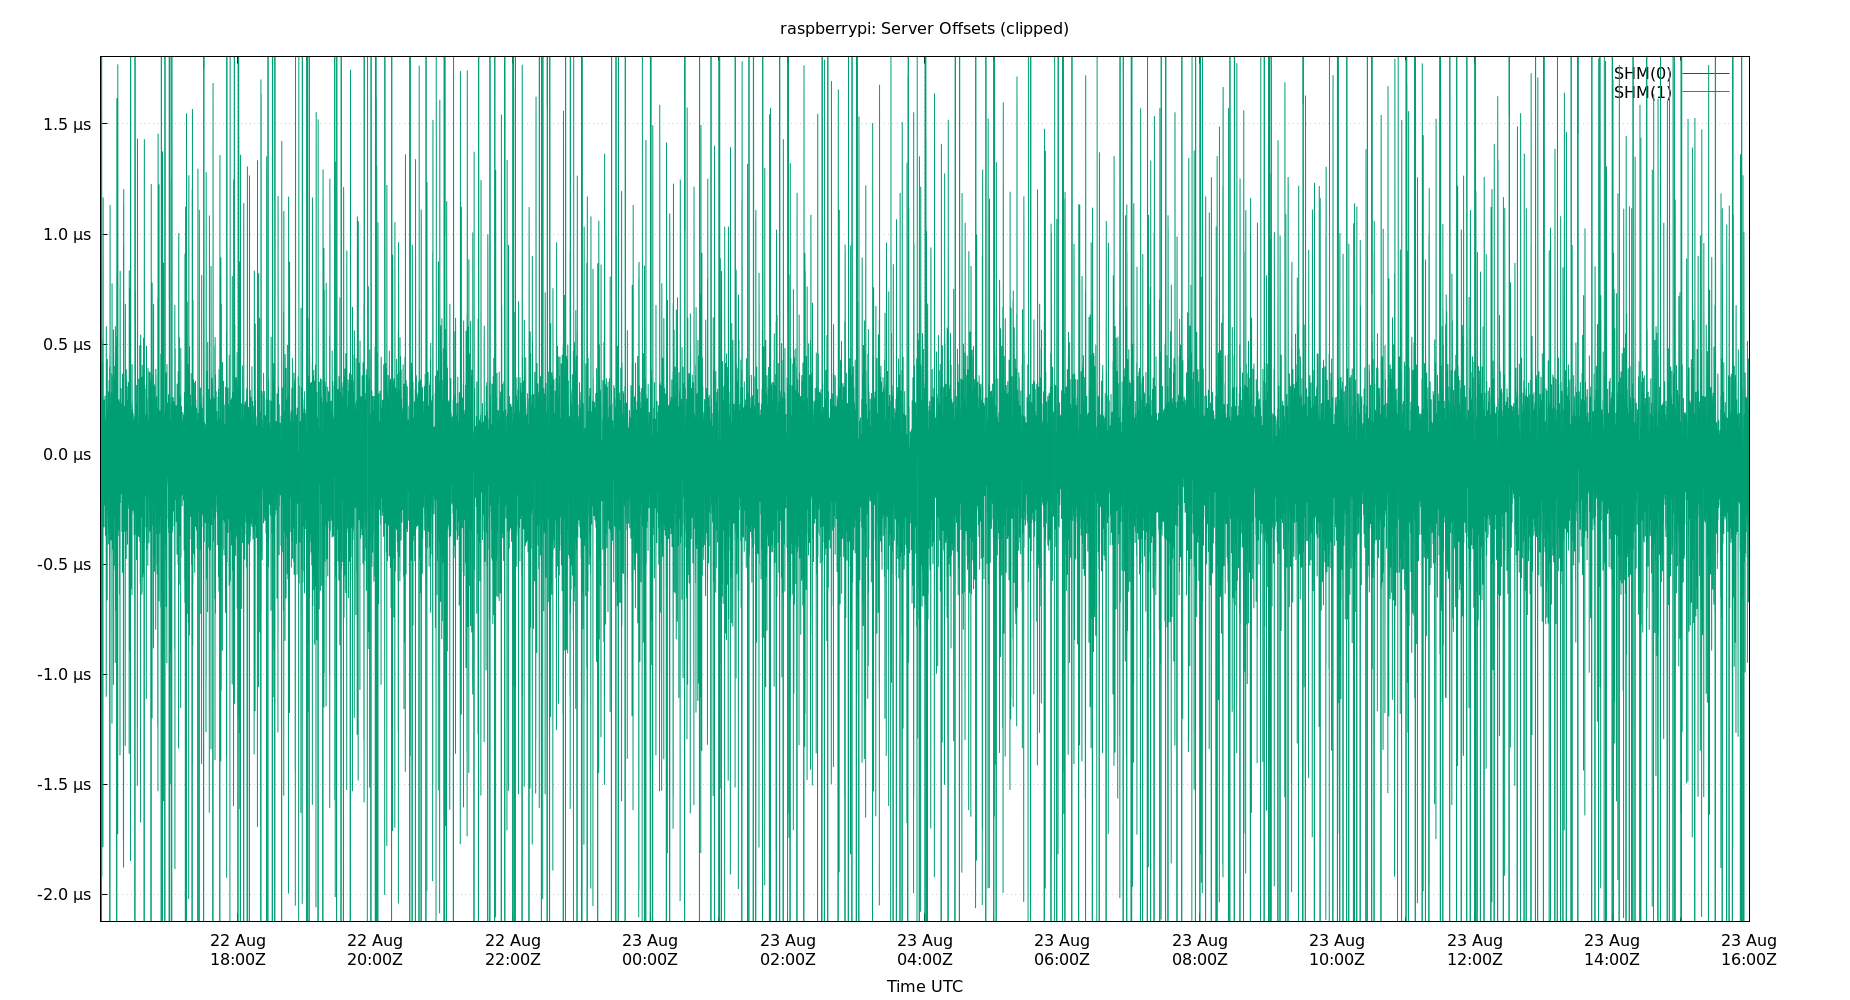 raspberrypi: Server Offsets (clipped)
$HM(0)
$HM(1)
1.5 µs
1.0 µs
0.5 µs
0.0 µs
-0.5 µs
-1.0 µs
-1.5 µs
-2.0 µs
22 Aug 22 Aug 22 Aug 23 Aug 23 Aug 23 Aug 23 Aug 23 Aug 23 Aug 23 Aug 23 Aug 23 Aug
18:00Z 20:00Z 22:00Z 00:00Z 02:00Z 04:00Z 06:00Z 08:00Z 10:00Z 12:00Z 14:00Z 16:00Z
Time UTC